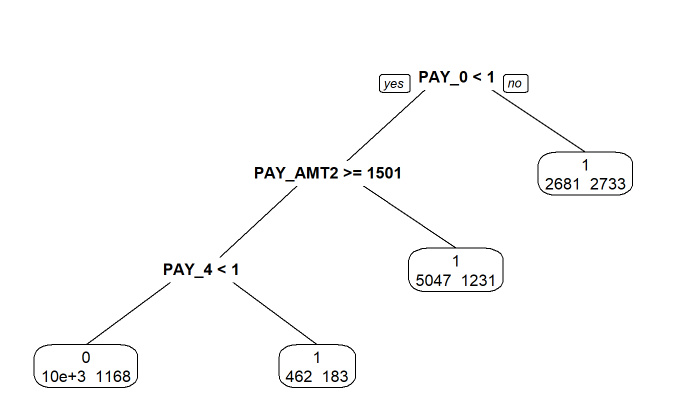 yes PAY_0 < 1 no
PAY_AMT2 >= 1501
1
2681 2733
PAY_4 < 1
1
5047 1231
0
10e+3 1168
1
462 183